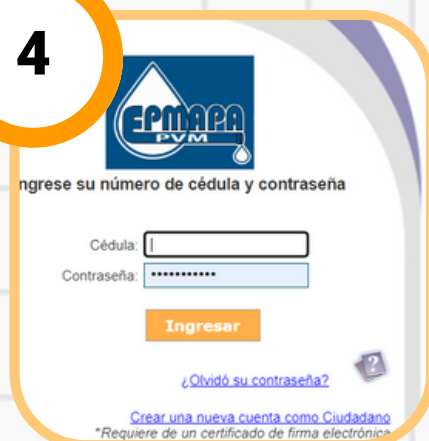 4
EPMAPA
PVM
ngrese su número de cédula y contraseña
Cédula:
Contraseña: •••••••••••
Ingresar
?
¿Olvidó su contraseña?
Crear una nueva cuenta como Ciudadano
*Requiere de un certificado de firma electrónica